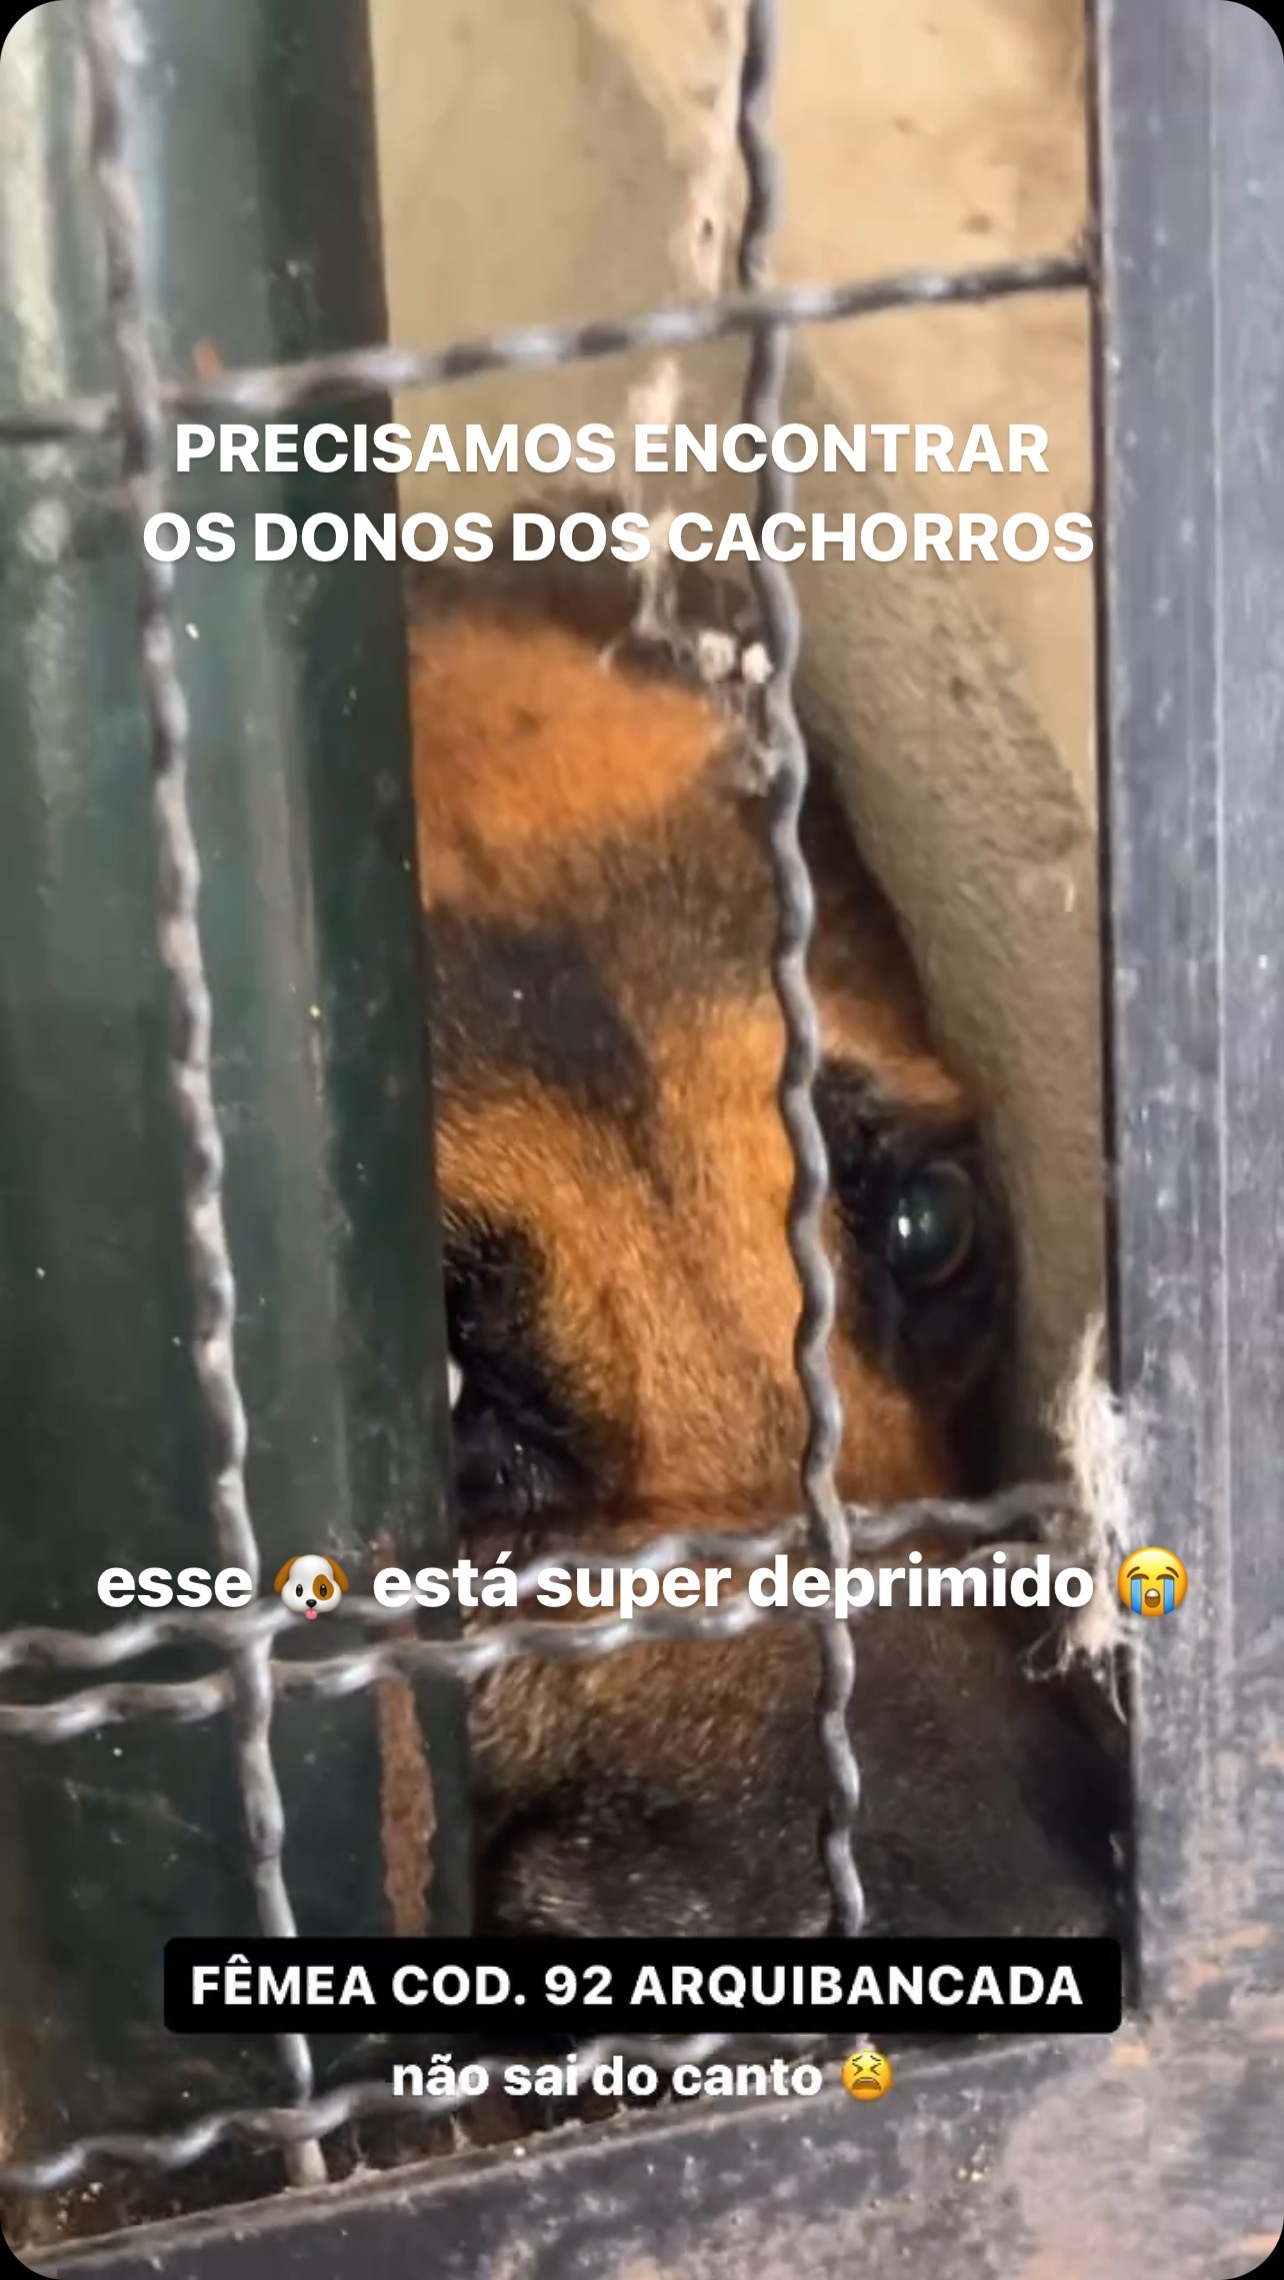 PRECISAMOS ENCONTRAR
OS DONOS DOS CACHORROS
esse 🐶 está super deprimido 😭
FÊMEA COD. 92 ARQUIBANCADA
não sai do canto 😫